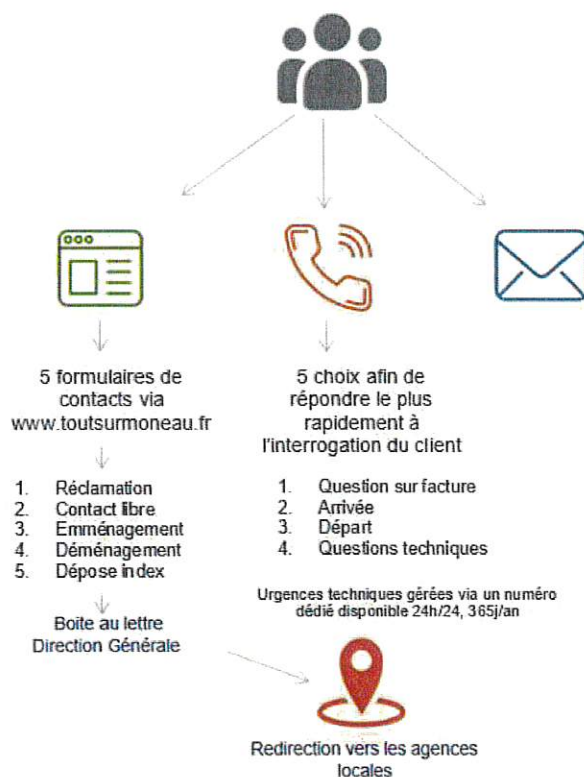 5 formulaires de
contacts via
www.toutsurmoneau.fr
1. Réclamation
2. Contact libre
3. Emménagement
4. Déménagement
5. Dépose index
Boite au lettre
Direction Générale
5 choix afin de
répondre le plus
rapidement à
l'interrogation du client
1. Question sur facture
2. Arrivée
3. Départ
4. Questions techniques
Urgences techniques gérées via un numéro
dédié disponible 24h/24, 365j/an
Redirection vers les agences
locales